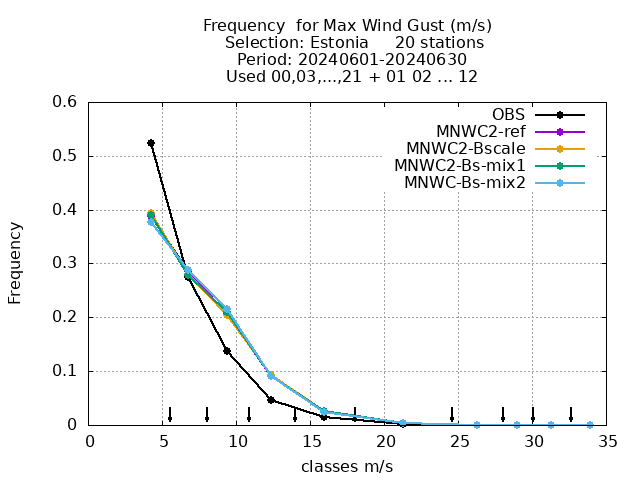 Frequency  for Max Wind Gust (m/s)
Selection: Estonia     20 stations
Period: 20240601-20240630
Used 00,03,...,21 + 01 02 ... 12
OBS
MNWC2-ref
MNWC2-Bscale
MNWC2-Bs-mix1
MNWC-Bs-mix2
Frequency
0.6
0.5
0.4
0.3
0.2
0.1
0
0 5 10 15 20 25 30 35
classes m/s